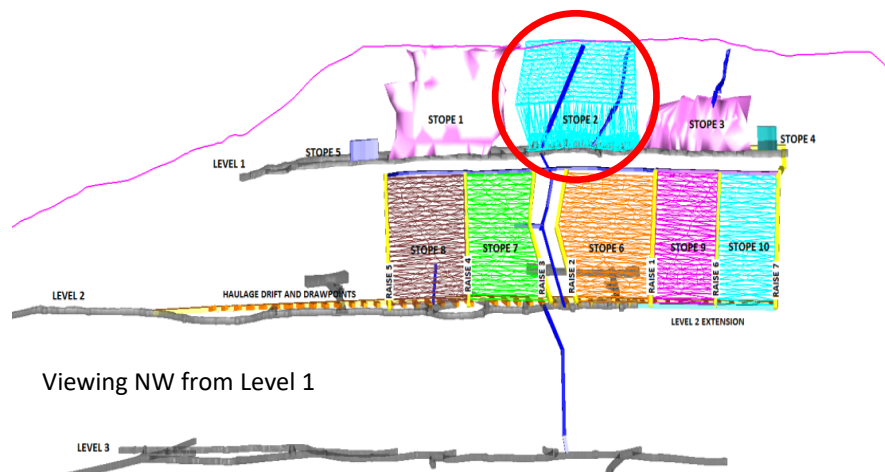 STOPE 1
STOPE 2
STOPE 3
STOPE 4
STOPE 5
LEVEL 1
STOPE 8
STOPE 7
STOPE 6
STOPE 9
STOPE 10
RAISE 5
RAISE 4
RAISE 3
RAISE 2
RAISE 1
RAISE 6
RAISE 7
LEVEL 2
HAULAGE DRIFT AND DRAWPOINTS
LEVEL 2 EXTENSION
Viewing NW from Level 1
LEVEL 3